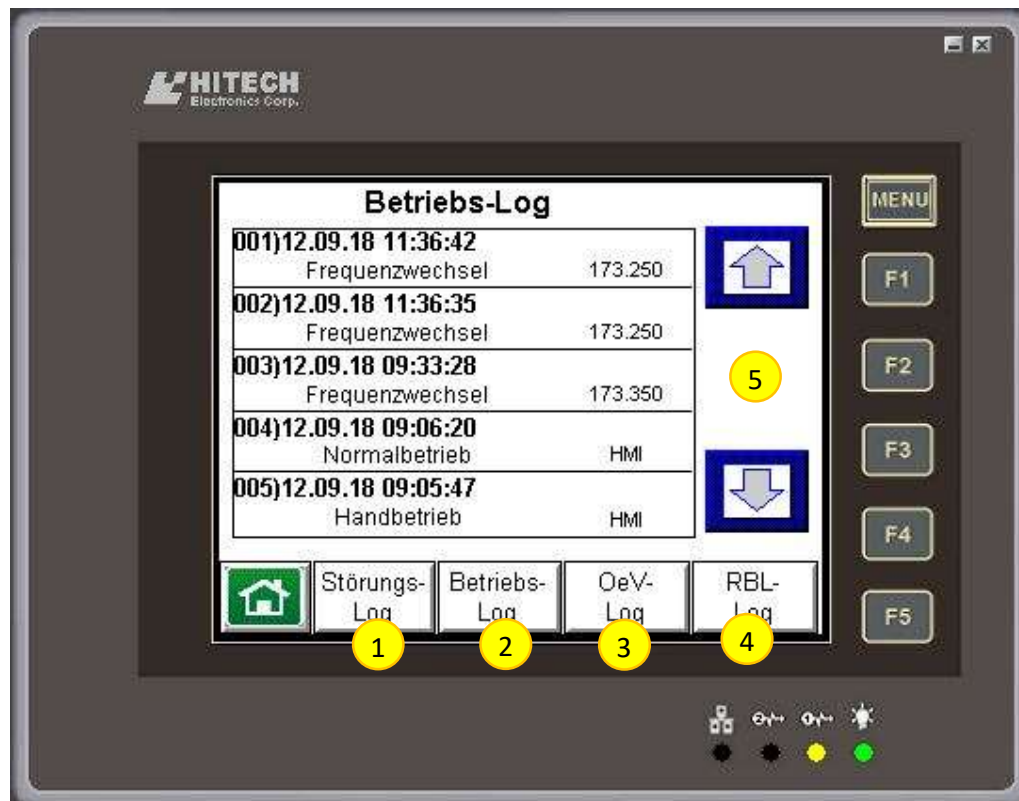 HITECH
Electronics Corp.
MENU
Betriebs-Log
001)12.09.18 11:36:42
Frequenzwechsel 173.250
F1
002)12.09.18 11:36:35
Frequenzwechsel 173.250
003)12.09.18 09:33:28
Frequenzwechsel 173.350
5
F2
004)12.09.18 09:06:20
Normalbetrieb HMI
F3
005)12.09.18 09:05:47
Handbetrieb HMI
F4
Störungs-
Log
Betriebs-
Log
OeV-
Log
RBL-
Log
F5
1
2
3
4